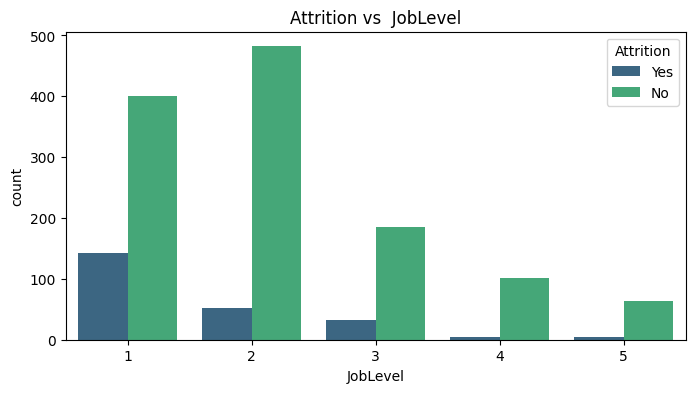 Attrition vs  JobLevel
500
400
300
200
100
0
count
Attrition
Yes
No
1 2 3 4 5
JobLevel